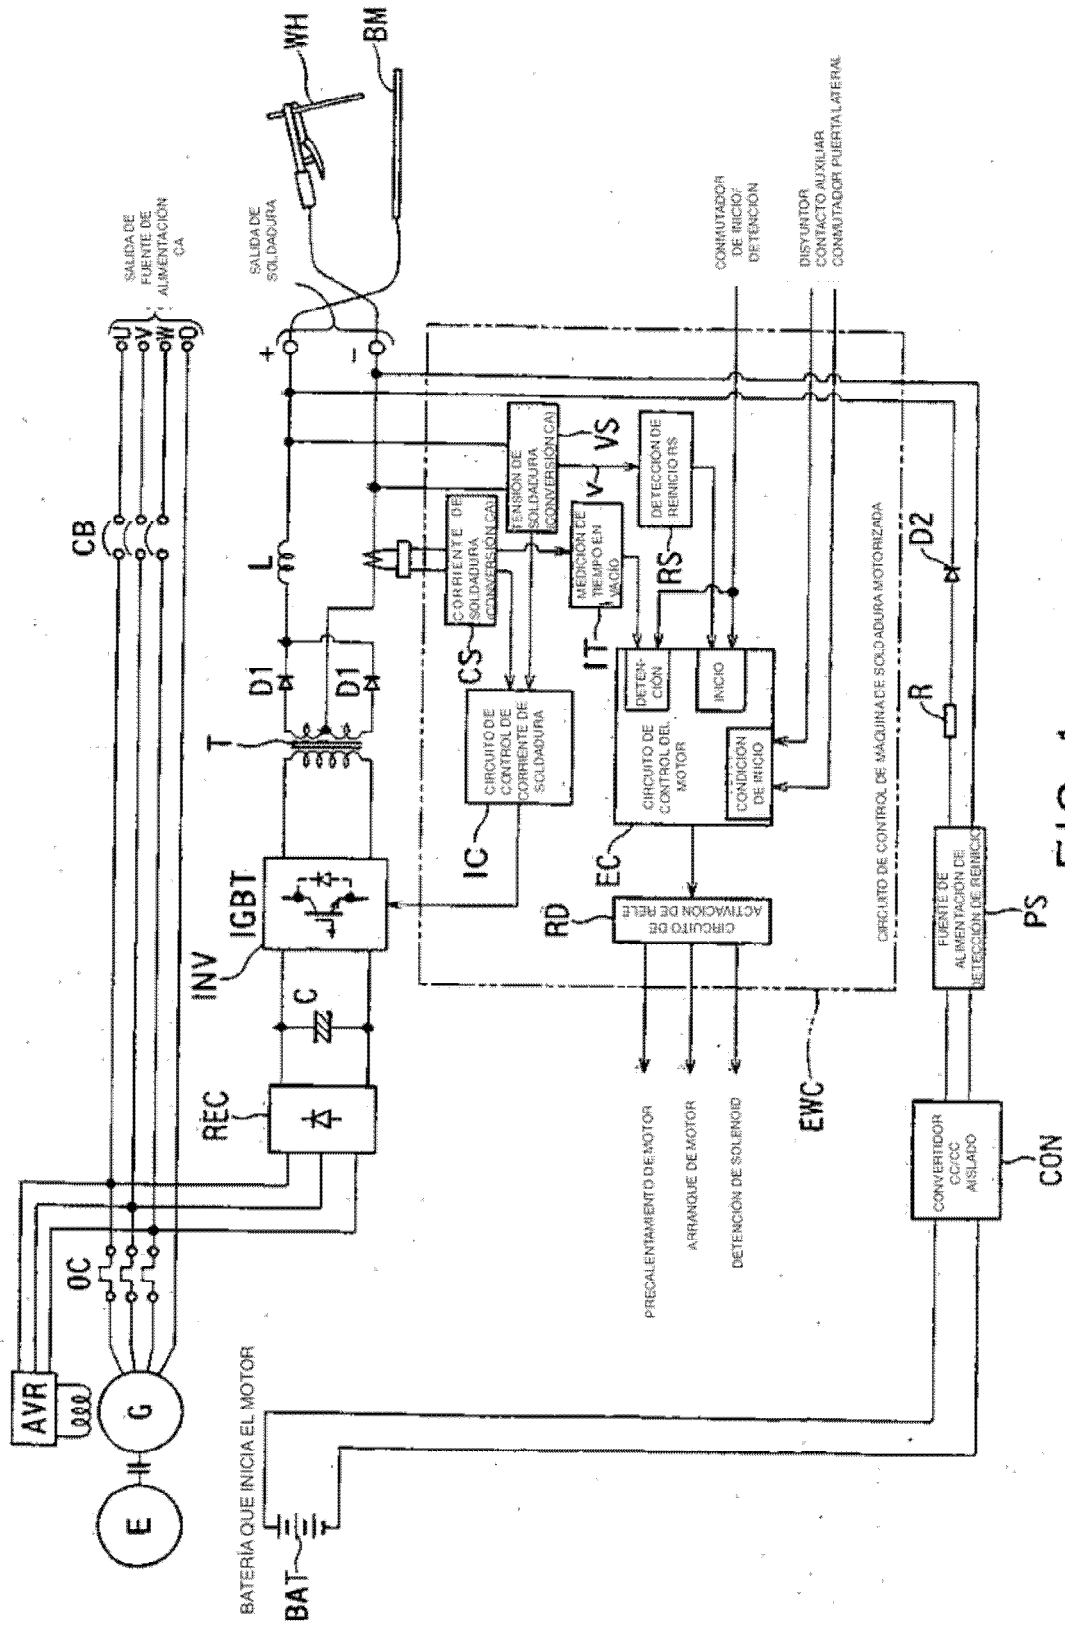 SALIDA DE
FUENTE DE
ALIMENTACIÓN
CA
U
V
W
O
CB
OC
AVR
G
E
WH
BM
SALIDA DE
SOLDADURA
+
-
L
D1
D1
T
IGBT
INV
C
REC
TENSIÓN DE
SOLDADURA
(CONVERSIÓN CA)
VS
V
CORRIENTE DE
SOLDADURA
(CONVERSIÓN CA)
CS
DETECCIÓN DE
REINICIO RS
RS
MEDICIÓN DE
TIEMPO EN
VACÍO
IT
CIRCUITO DE
CONTROL DE
CORRIENTE DE
SOLDADURA
IC
DETEN-
CIÓN
INICIO
CIRCUITO DE
CONTROL DEL
MOTOR
CONDICIÓN
DE INICIO
EC
CIRCUITO DE
ACTIVACIÓN DE RELE
RD
CONMUTADOR
DE INICIO/
DETENCIÓN
DISYUNTOR
CONTACTO AUXILIAR
CONMUTADOR PUERTA LATERAL
CIRCUITO DE CONTROL DE MÁQUINA DE SOLDADURA MOTORIZADA
EWC
PRECALENTAMIENTO DE MOTOR
ARRANQUE DE MOTOR
DETENCIÓN DE SOLENOID
D2
R
FUENTE DE
ALIMENTACIÓN DE
DETECCIÓN DE REINICIO
PS
CONVERTIDOR
CC/CC
AISLADO
CON
BATERÍA QUE INICIA EL MOTOR
BAT